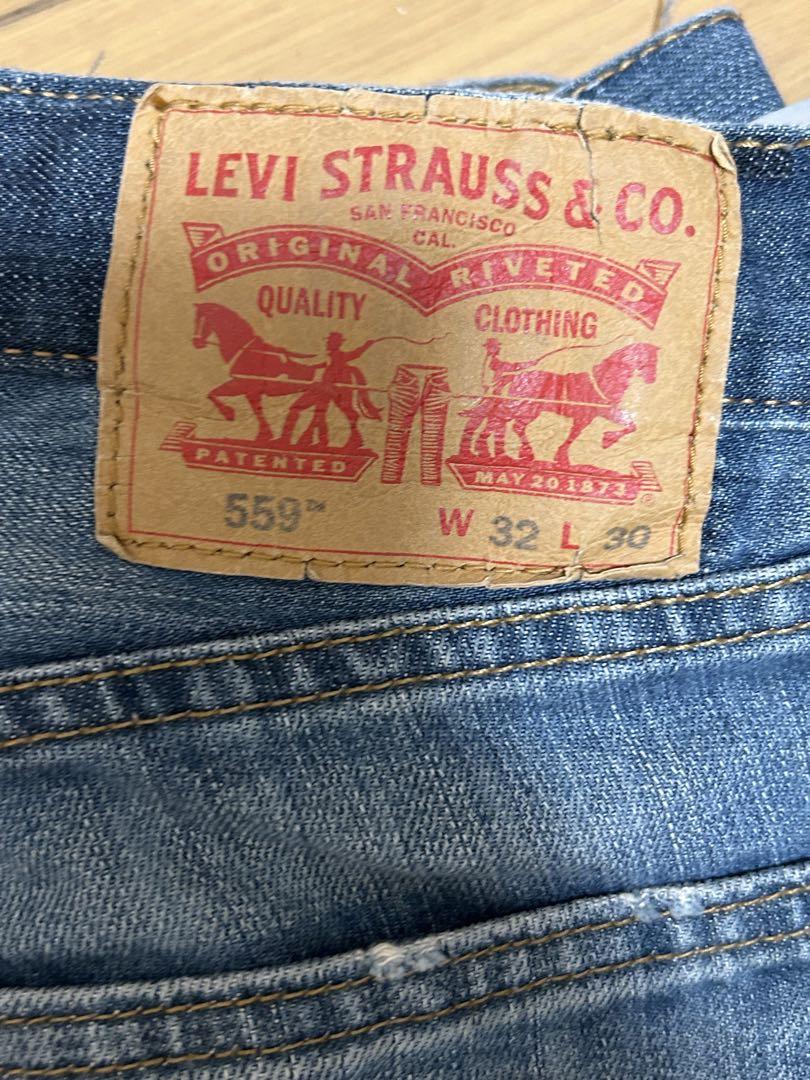 LEVI STRAUSS & CO.
SAN FRANCISCO
CAL.
ORIGINAL RIVETED
QUALITY CLOTHING
PATENTED MAY 20 1873 ®
559™ W 32 L 30